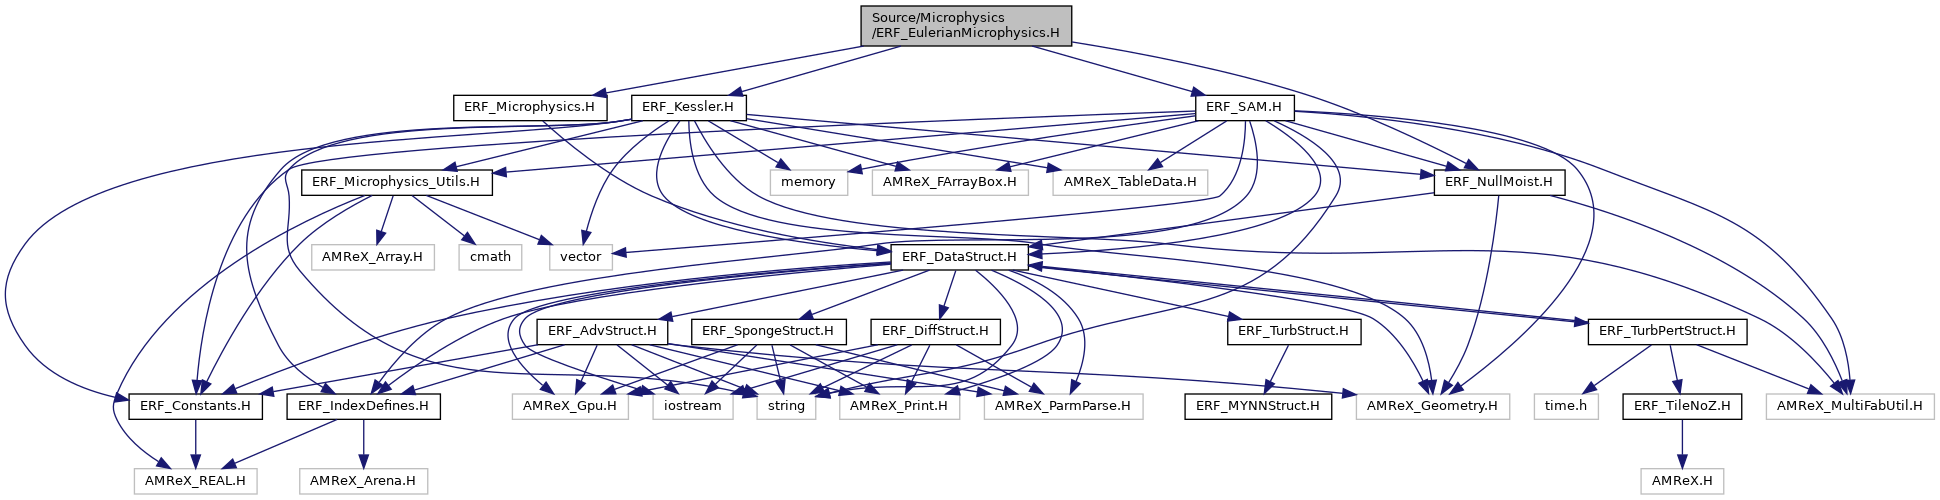 Source/Microphysics
/ERF_EulerianMicrophysics.H
ERF_Microphysics.H
ERF_Kessler.H
ERF_SAM.H
ERF_Microphysics_Utils.H
memory
AMReX_FArrayBox.H
AMReX_TableData.H
ERF_NullMoist.H
AMReX_Array.H
cmath
vector
ERF_DataStruct.H
ERF_AdvStruct.H
ERF_SpongeStruct.H
ERF_DiffStruct.H
ERF_TurbStruct.H
ERF_TurbPertStruct.H
ERF_Constants.H
ERF_IndexDefines.H
AMReX_Gpu.H
iostream
string
AMReX_Print.H
AMReX_ParmParse.H
ERF_MYNNStruct.H
AMReX_Geometry.H
time.h
ERF_TileNoZ.H
AMReX_MultiFabUtil.H
AMReX_REAL.H
AMReX_Arena.H
AMReX.H